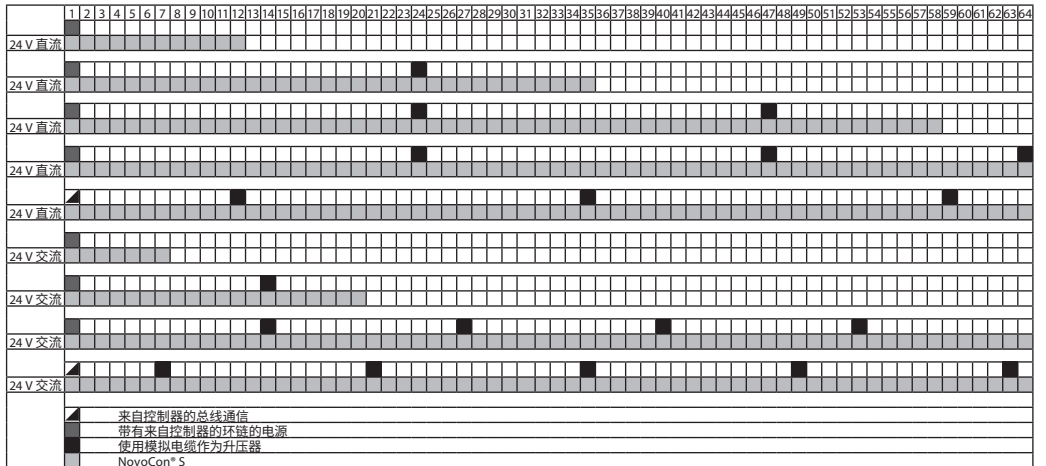 1 2 3 4 5 6 7 8 9 10 11 12 13 14 15 16 17 18 19 20 21 22 23 24 25 26 27 28 29 30 31 32 33 34 35 36 37 38 39 40 41 42 43 44 45 46 47 48 49 50 51 52 53 54 55 56 57 58 59 60 61 62 63 64
24 V 直流
24 V 直流
24 V 直流
24 V 直流
24 V 直流
24 V 交流
24 V 交流
24 V 交流
24 V 交流
来自控制器的总线通信
带有来自控制器的环链的电源
使用模拟电缆作为升压器
NovoCon® S